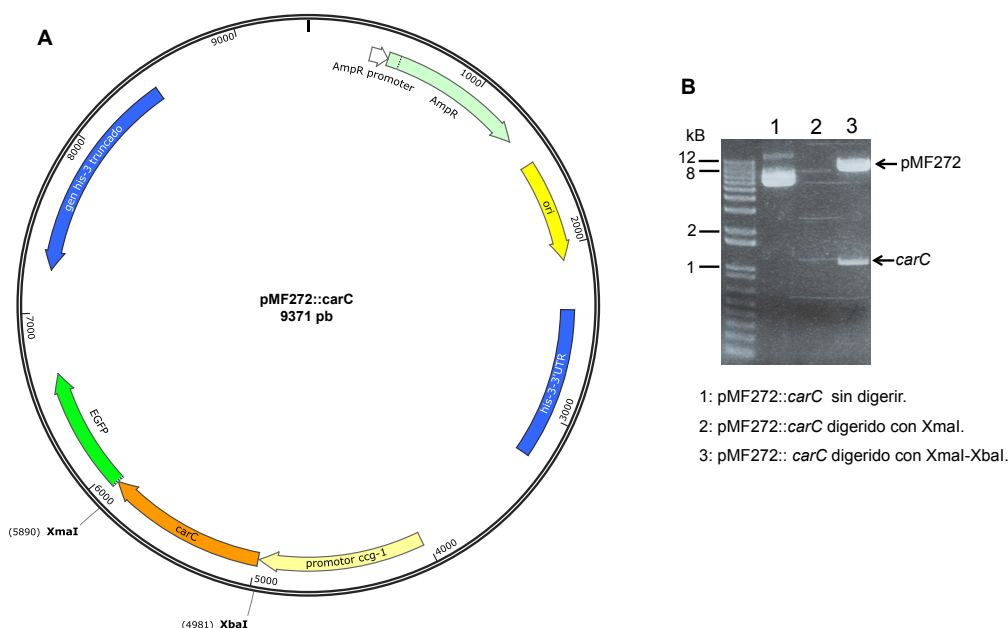 A
9000
AmpR promoter
1000
AmpR
8000
gen his-3 truncado
ori
2000
pMF272::carC
9371 pb
7000
his-3-3'UTR
3000
EGFP
6000
(5890) XmaI
carC
promotor ccg-1
4000
5000
(4981) XbaI
B
kB
1 2 3
12
8
2
1
pMF272
carC
1: pMF272::carC sin digerir.
2: pMF272::carC digerido con XmaI.
3: pMF272:: carC digerido con XmaI-XbaI.